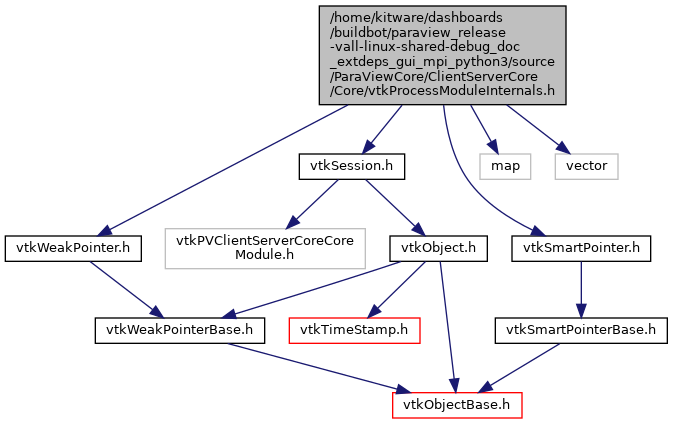 /home/kitware/dashboards
/buildbot/paraview_release
-vall-linux-shared-debug_doc
_extdeps_gui_mpi_python3/source
/ParaViewCore/ClientServerCore
/Core/vtkProcessModuleInternals.h
vtkSession.h
map
vector
vtkWeakPointer.h
vtkPVClientServerCoreCore
Module.h
vtkObject.h
vtkSmartPointer.h
vtkWeakPointerBase.h
vtkTimeStamp.h
vtkSmartPointerBase.h
vtkObjectBase.h